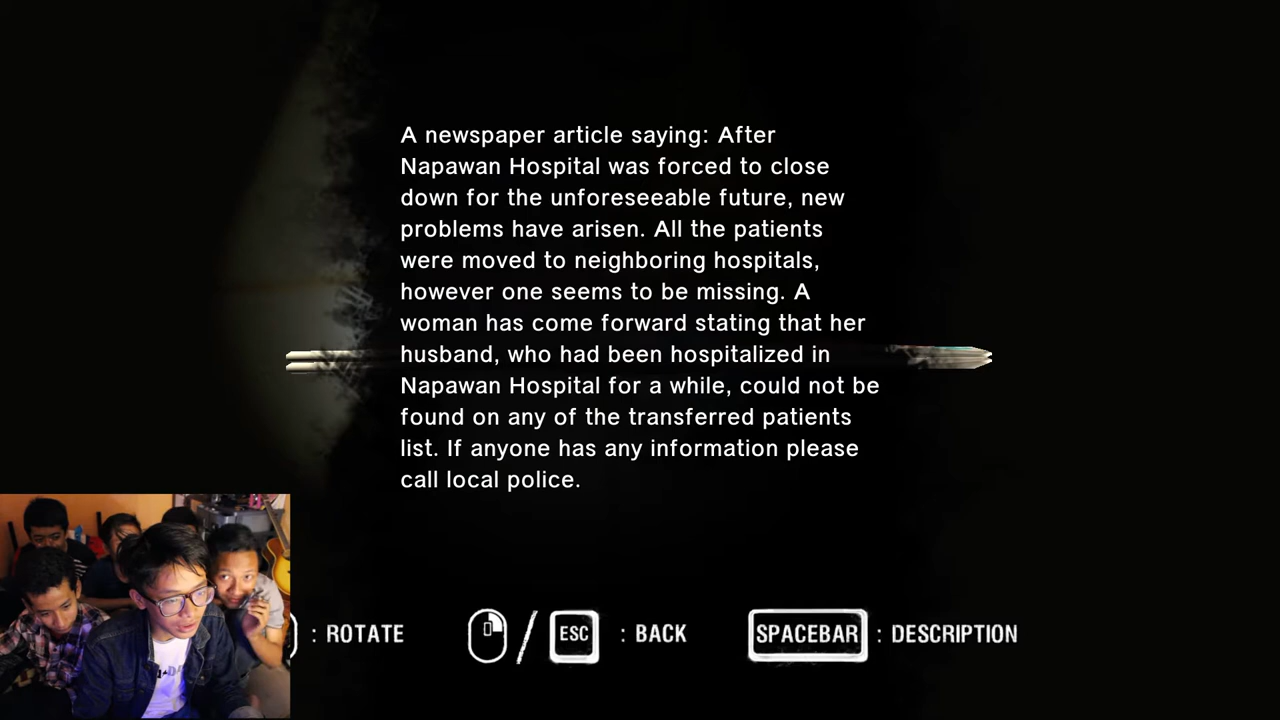 A newspaper article saying: After
Napawan Hospital was forced to close
down for the unforeseeable future, new
problems have arisen. All the patients
were moved to neighboring hospitals,
however one seems to be missing. A
woman has come forward stating that her
husband, who had been hospitalized in
Napawan Hospital for a while, could not be
found on any of the transferred patients
list. If anyone has any information please
call local police.
: ROTATE / ESC : BACK SPACEBAR : DESCRIPTION